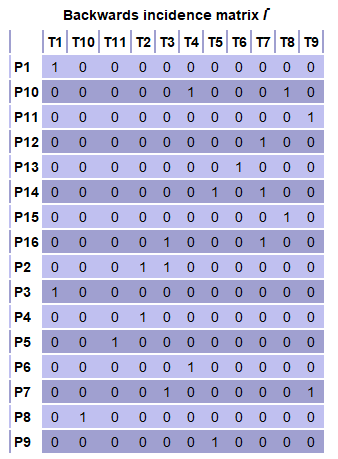 Backwards incidence matrix I⁻
T1 T10 T11 T2 T3 T4 T5 T6 T7 T8 T9
P1 1 0 0 0 0 0 0 0 0 0 0
P10 0 0 0 0 0 1 0 0 0 1 0
P11 0 0 0 0 0 0 0 0 0 0 1
P12 0 0 0 0 0 0 0 0 1 0 0
P13 0 0 0 0 0 0 0 1 0 0 0
P14 0 0 0 0 0 0 1 0 1 0 0
P15 0 0 0 0 0 0 0 0 0 1 0
P16 0 0 0 0 1 0 0 0 1 0 0
P2 0 0 0 1 1 0 0 0 0 0 0
P3 1 0 0 0 0 0 0 0 0 0 0
P4 0 0 0 1 0 0 0 0 0 0 0
P5 0 0 1 0 0 0 0 0 0 0 0
P6 0 0 0 0 0 1 0 0 0 0 0
P7 0 0 0 0 1 0 0 0 0 0 1
P8 0 1 0 0 0 0 0 0 0 0 0
P9 0 0 0 0 0 0 1 0 0 0 0